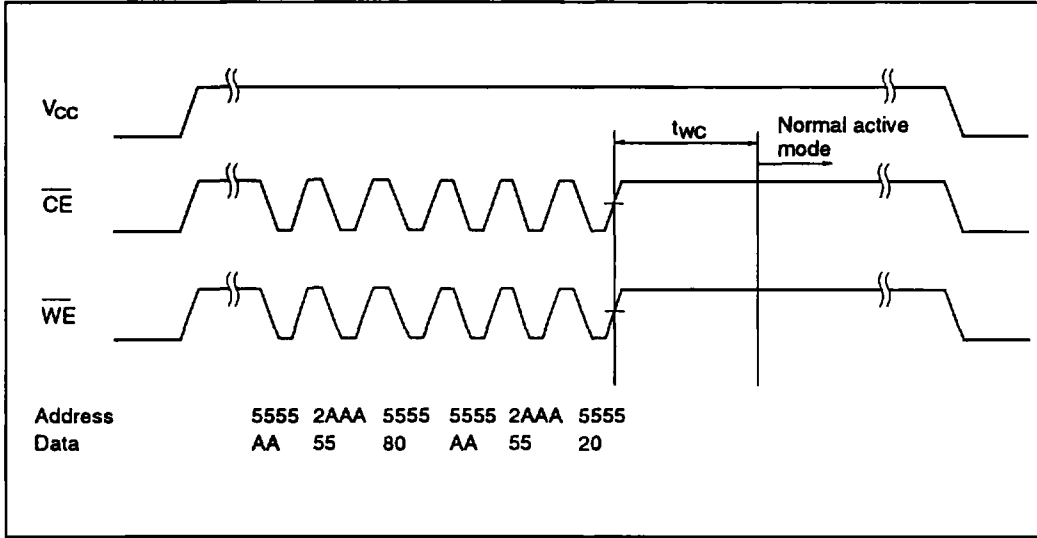 VCC
tWC
Normal active
mode
CE
WE
Address 5555 2AAA 5555 5555 2AAA 5555
Data AA 55 80 AA 55 20